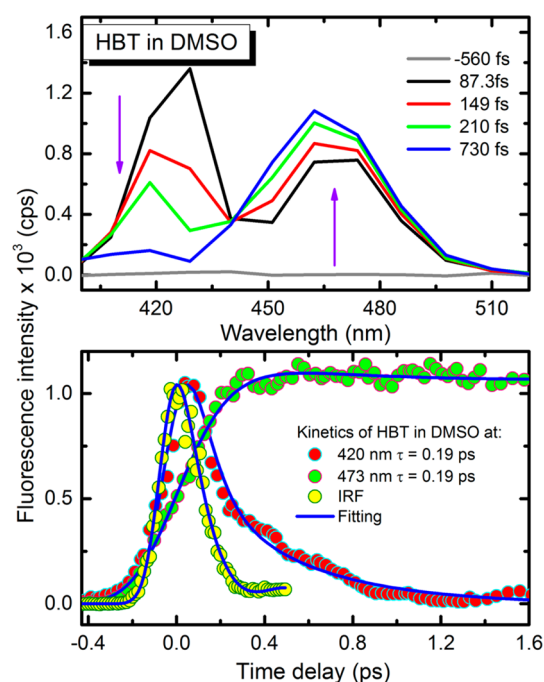 HBT in DMSO
-560 fs
87.3fs
149 fs
210 fs
730 fs
1.6
1.2
0.8
0.4
0.0
420 450 480 510
Wavelength (nm)
Fluorescence intensity x 10³ (cps)
1.0
0.5
0.0
Kinetics of HBT in DMSO at:
420 nm τ = 0.19 ps
473 nm τ = 0.19 ps
IRF
Fitting
-0.4 0.0 0.4 0.8 1.2 1.6
Time delay (ps)